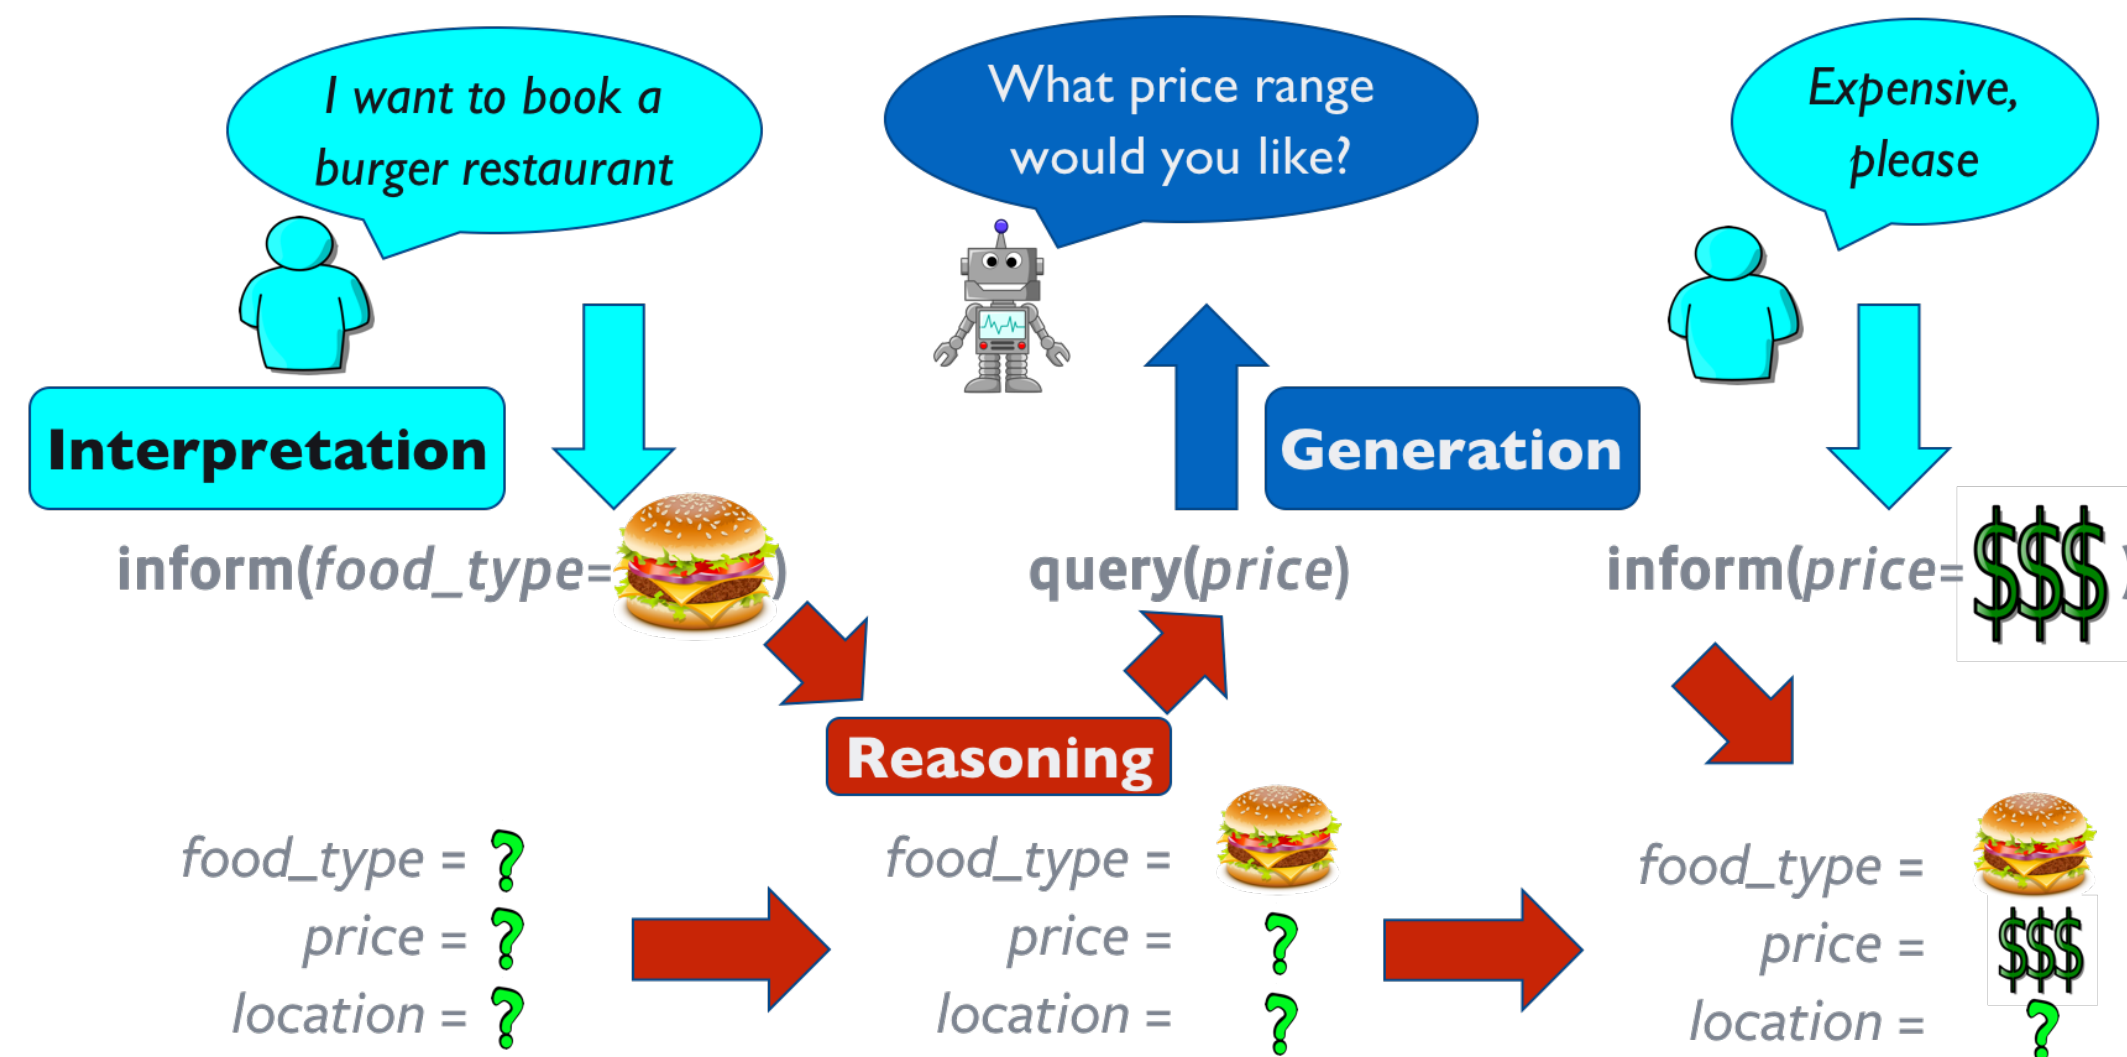 I want to book a
burger restaurant
What price range
would you like?
Expensive,
please
Interpretation
Generation
inform(food_type= )
query(price)
inform(price=$$$ )
Reasoning
food_type = ?
price = ?
location = ?
food_type =
price = ?
location = ?
food_type =
price = $$$
location = ?